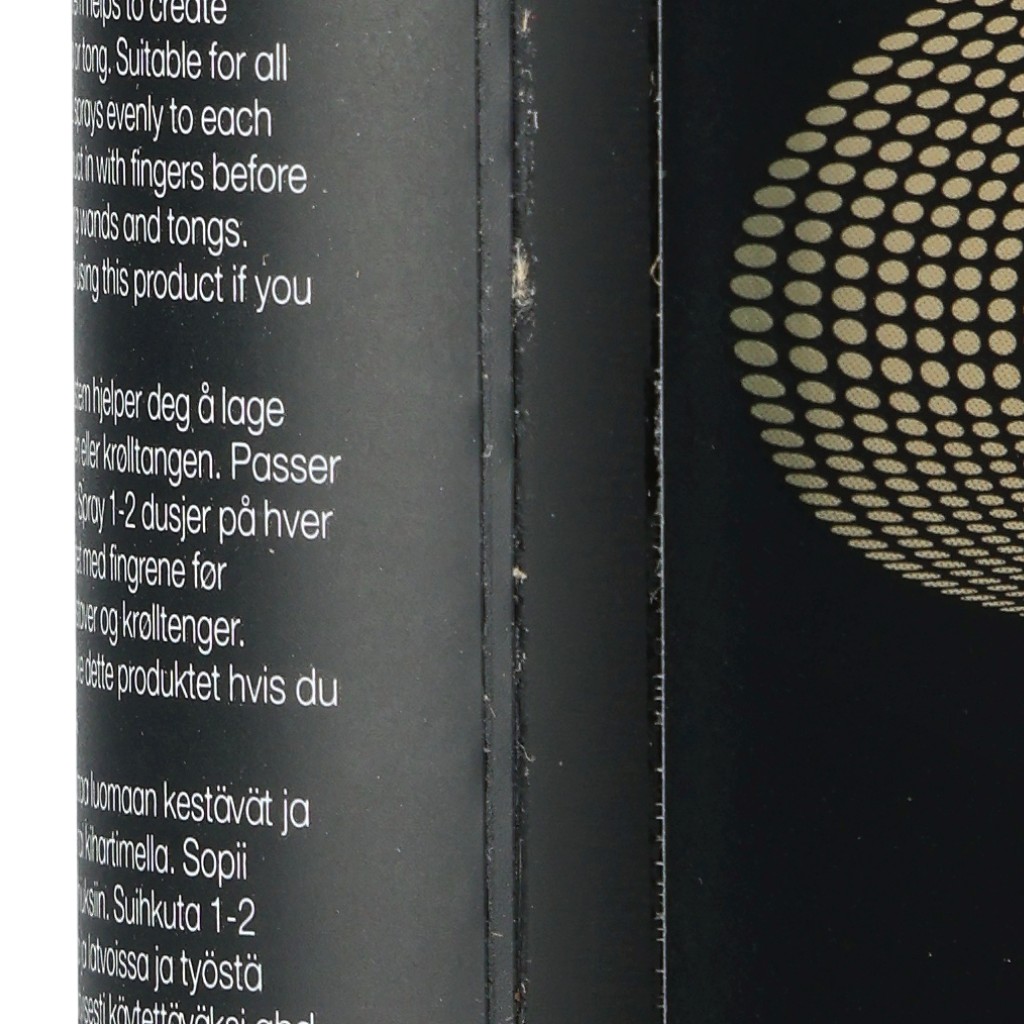 helps to create
tong. Suitable for all
sprays evenly to each
in with fingers before
wands and tongs.
using this product if you
hjelper deg å lage
eller krølltangen. Passer
Spray 1-2 dusjer på hver
med fingrene før
og krølltenger.
dette produktet hvis du
luomaan kestävät ja
kihartimella. Sopii
Suihkuta 1-2
latvoissa ja työstä
käytettäväksi ghd